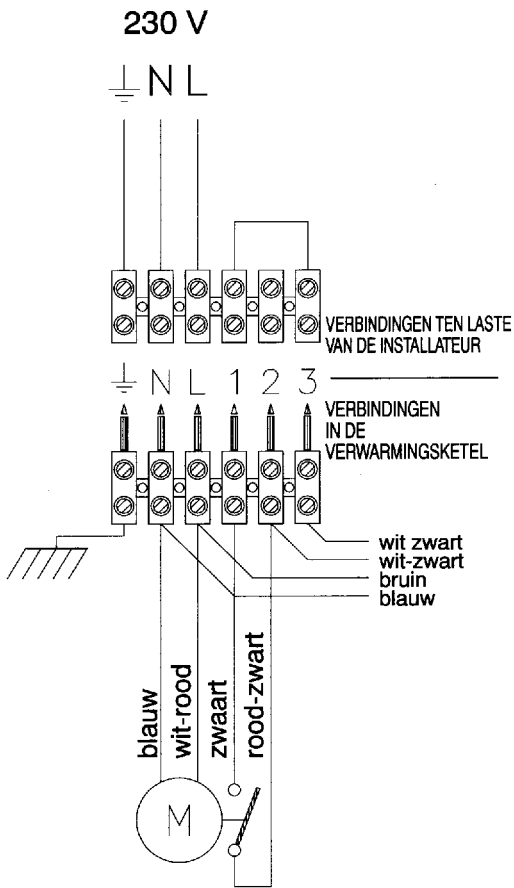 230 V
N L
VERBINDINGEN TEN LASTE
VAN DE INSTALLATEUR
N L 1 2 3
VERBINDINGEN
IN DE
VERWARMINGSKETEL
wit zwart
wit-zwart
bruin
blauw
blauw
wit-rood
zwaart
rood-zwart
M